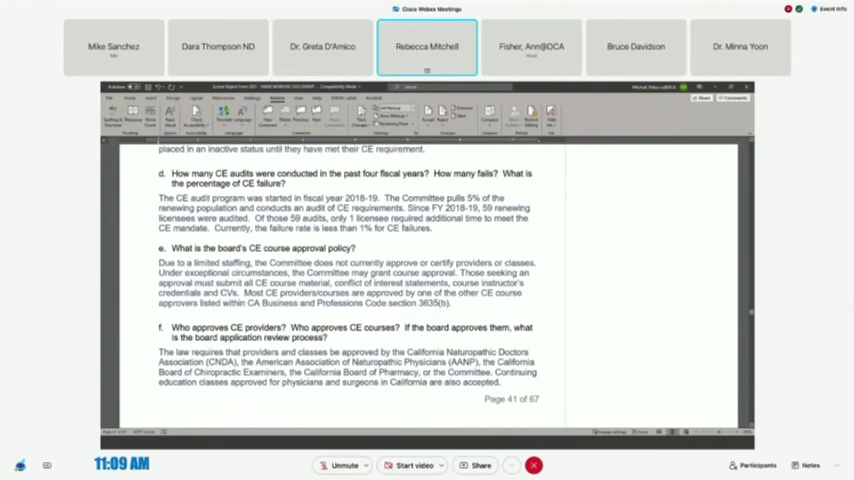 Cisco Webex Meetings
Event Info
Mike Sanchez
Me
Dara Thompson ND
Dr. Greta D'Amico
Rebecca Mitchell
Fisher, Ann@DCA
Host
Bruce Davidson
Dr. Minna Yoon
Search
Share
Comments
placed in an inactive status until they have met their CE requirement.
d. How many CE audits were conducted in the past four fiscal years? How many fails? What is
the percentage of CE failure?
The CE audit program was started in fiscal year 2018-19. The Committee pulls 5% of the
renewing population and conducts an audit of CE requirements. Since FY 2018-19, 59 renewing
licensees were audited. Of those 59 audits, only 1 licensee required additional time to meet the
CE mandate. Currently, the failure rate is less than 1% for CE failures.
e. What is the board's CE course approval policy?
Due to a limited staffing, the Committee does not currently approve or certify providers or classes.
Under exceptional circumstances, the Committee may grant course approval. Those seeking an
approval must submit all CE course material, conflict of interest statements, course instructor's
credentials and CVs. Most CE providers/courses are approved by one of the other CE course
approvers listed within CA Business and Professions Code section 3635(b).
f. Who approves CE providers? Who approves CE courses? If the board approves them, what
is the board application review process?
The law requires that providers and classes be approved by the California Naturopathic Doctors
Association (CNDA), the American Association of Naturopathic Physicians (AANP), the California
Board of Chiropractic Examiners, the California Board of Pharmacy, or the Committee. Continuing
education classes approved for physicians and surgeons in California are also accepted.
Page 41 of 67
11:09 AM
Unmute
Start video
Share
Participants
Notes